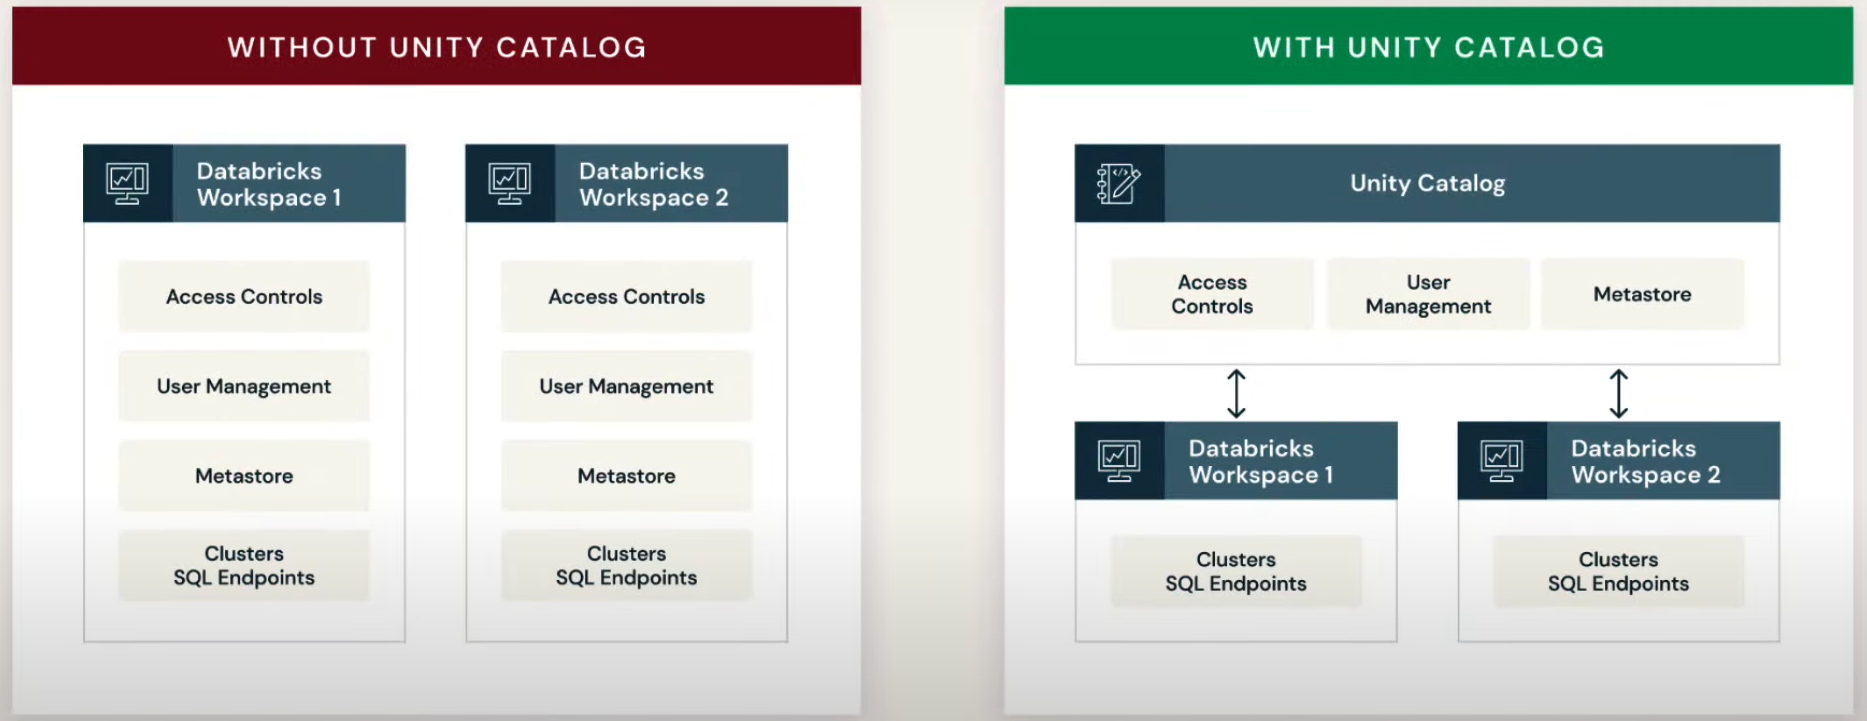 WITHOUT UNITY CATALOG
Databricks
Workspace 1
Access Controls
User Management
Metastore
Clusters
SQL Endpoints
Databricks
Workspace 2
Access Controls
User Management
Metastore
Clusters
SQL Endpoints
WITH UNITY CATALOG
Unity Catalog
Access
Controls
User
Management
Metastore
Databricks
Workspace 1
Clusters
SQL Endpoints
Databricks
Workspace 2
Clusters
SQL Endpoints